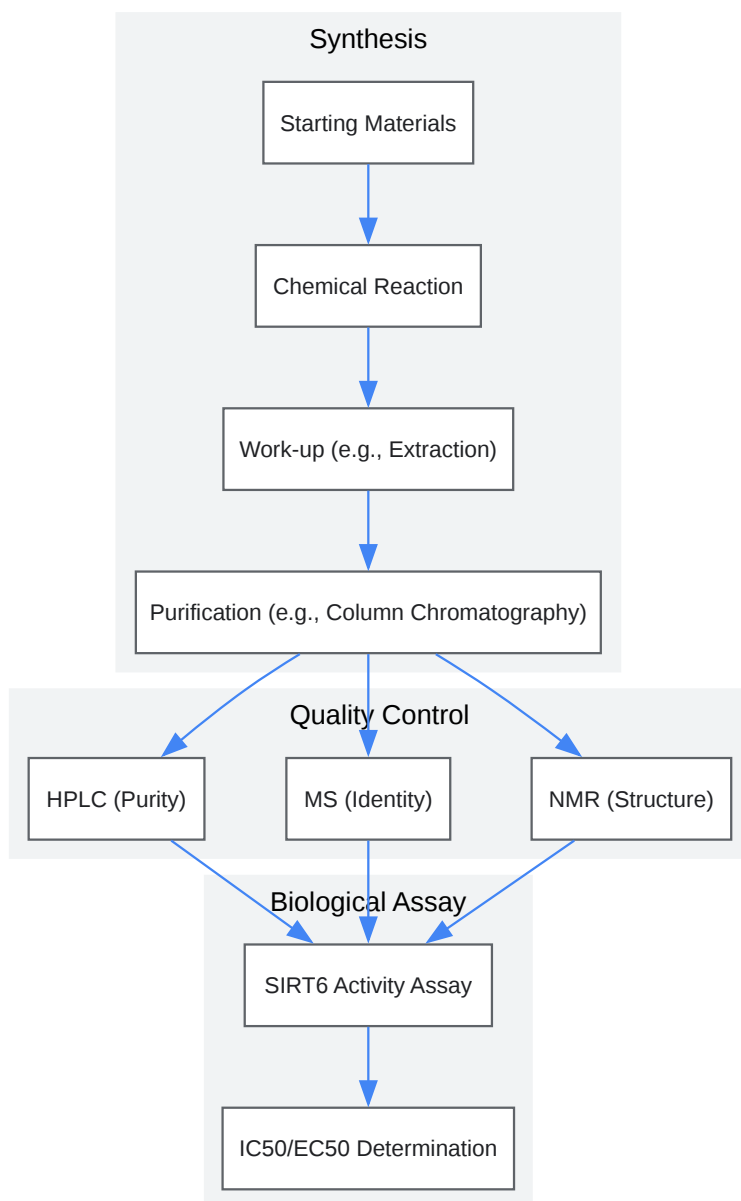 Synthesis
Starting Materials
Chemical Reaction
Work-up (e.g., Extraction)
Purification (e.g., Column Chromatography)
Quality Control
HPLC (Purity)
MS (Identity)
NMR (Structure)
Biological Assay
SIRT6 Activity Assay
IC50/EC50 Determination